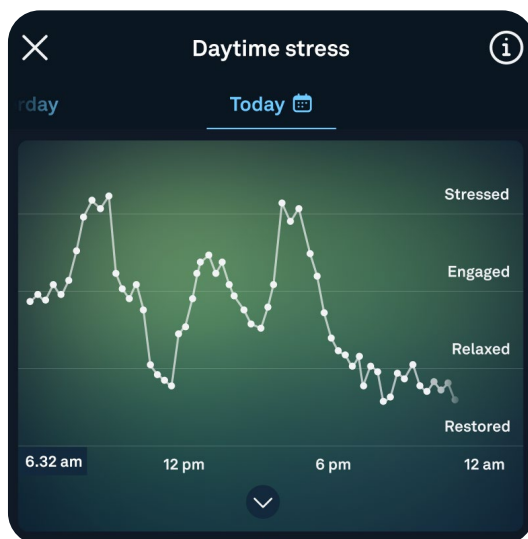 Daytime stress
rday
Today
Stressed
Engaged
Relaxed
Restored
6.32 am
12 pm
6 pm
12 am